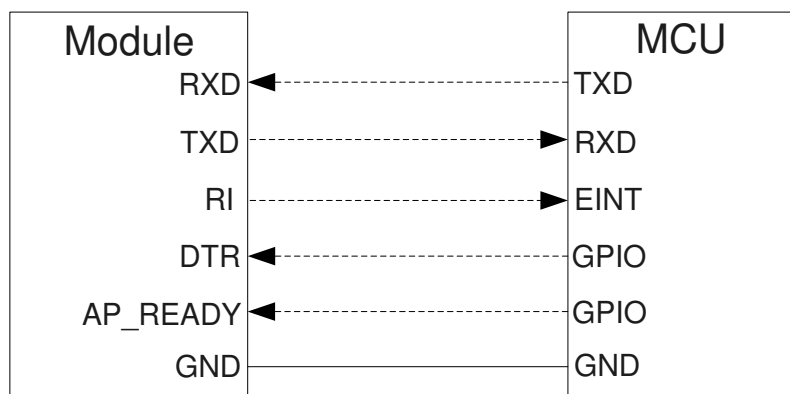 Module MCU
RXD TXD
TXD RXD
RI EINT
DTR GPIO
AP_READY GPIO
GND GND